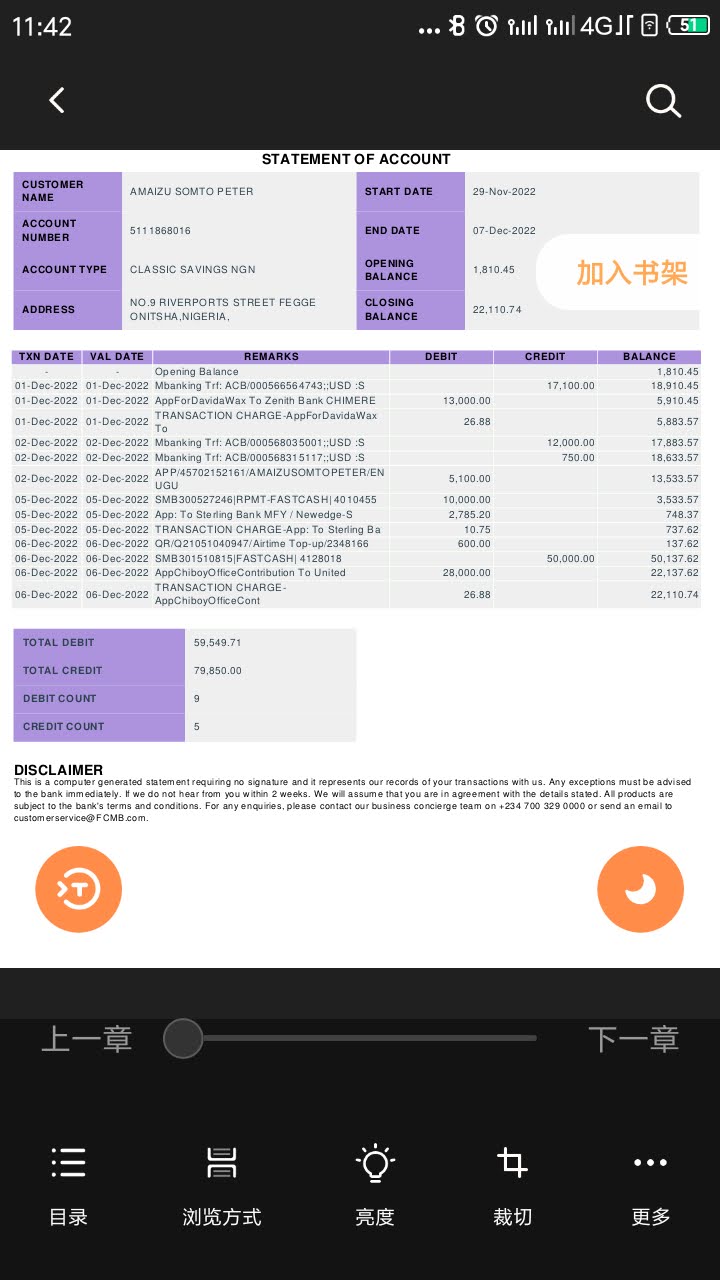 11:42
4G
51
STATEMENT OF ACCOUNT
CUSTOMER NAME AMAIZU SOMTO PETER START DATE 29-Nov-2022
ACCOUNT NUMBER 5111868016 END DATE 07-Dec-2022
ACCOUNT TYPE CLASSIC SAVINGS NGN OPENING BALANCE 1,810.45
加入书架
ADDRESS NO.9 RIVERPORTS STREET FEGGE ONITSHA,NIGERIA, CLOSING BALANCE 22,110.74
TXN DATE VAL DATE REMARKS DEBIT CREDIT BALANCE
- - Opening Balance 1,810.45
01-Dec-2022 01-Dec-2022 Mbanking Trf: ACB/000566564743;;USD :S 17,100.00 18,910.45
01-Dec-2022 01-Dec-2022 AppForDavidaWax To Zenith Bank CHIMERE 13,000.00 5,910.45
01-Dec-2022 01-Dec-2022 TRANSACTION CHARGE-AppForDavidaWax To 26.88 5,883.57
02-Dec-2022 02-Dec-2022 Mbanking Trf: ACB/000568035001;;USD :S 12,000.00 17,883.57
02-Dec-2022 02-Dec-2022 Mbanking Trf: ACB/000568315117;;USD :S 750.00 18,633.57
02-Dec-2022 02-Dec-2022 APP/45702152161/AMAIZUSOMTOPETER/EN UGU 5,100.00 13,533.57
05-Dec-2022 05-Dec-2022 SMB300527246|RPMT-FASTCASH| 4010455 10,000.00 3,533.57
05-Dec-2022 05-Dec-2022 App: To Sterling Bank MFY / Newedge-S 2,785.20 748.37
05-Dec-2022 05-Dec-2022 TRANSACTION CHARGE-App: To Sterling Ba 10.75 737.62
06-Dec-2022 06-Dec-2022 QR/Q21051040947/Airtime Top-up/2348166 600.00 137.62
06-Dec-2022 06-Dec-2022 SMB301510815|FASTCASH| 4128018 50,000.00 50,137.62
06-Dec-2022 06-Dec-2022 AppChiboyOfficeContribution To United 28,000.00 22,137.62
06-Dec-2022 06-Dec-2022 TRANSACTION CHARGE-AppChiboyOfficeCont 26.88 22,110.74
TOTAL DEBIT 59,549.71
TOTAL CREDIT 79,850.00
DEBIT COUNT 9
CREDIT COUNT 5
DISCLAIMER
This is a computer generated statement requiring no signature and it represents our records of your transactions with us. Any exceptions must be advised
to the bank immediately. If we do not hear from you within 2 weeks. We will assume that you are in agreement with the details stated. All products are
subject to the bank's terms and conditions. For any enquiries, please contact our business concierge team on +234 700 329 0000 or send an email to
customerservice@FCMB.com.
上一章 下一章
目录 浏览方式 亮度 裁切 更多